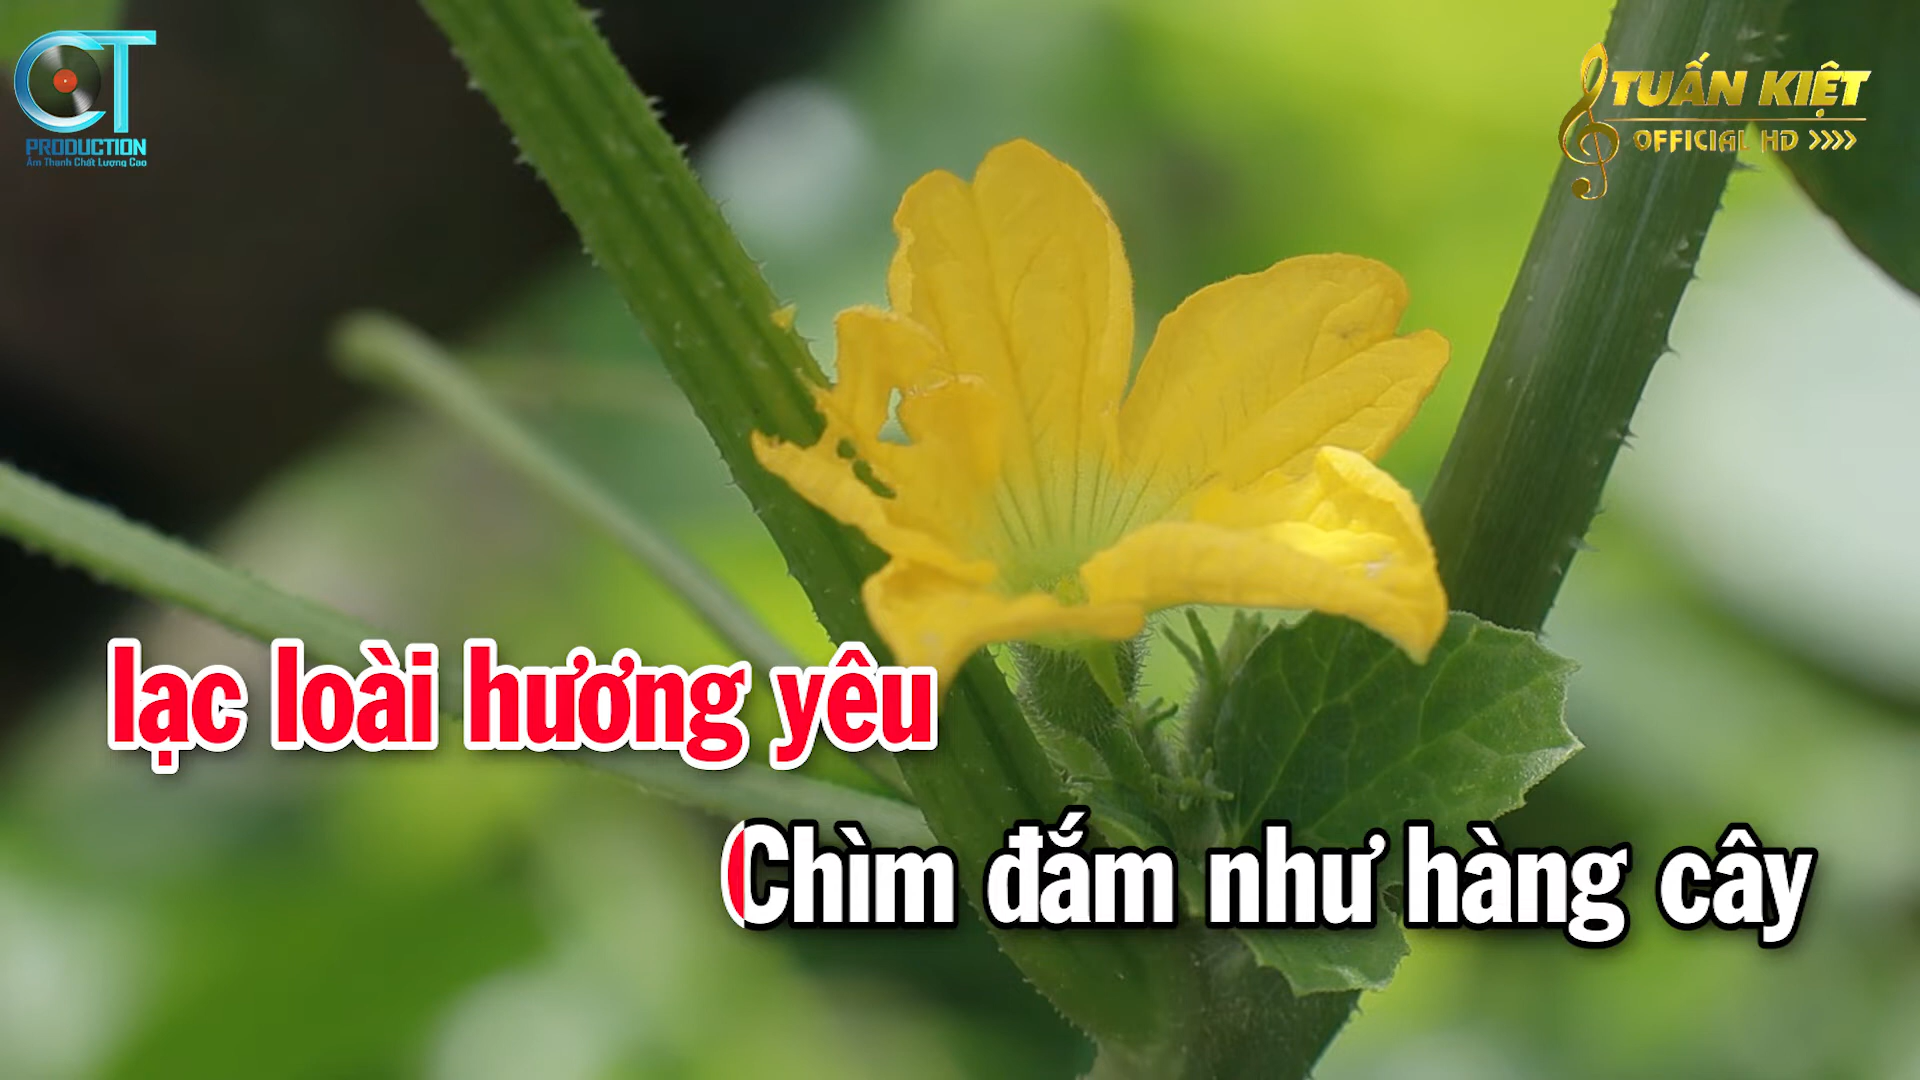 CT
PRODUCTION
Âm Thanh Chất Lượng Cao
TUẤN KIỆT
OFFICIAL HD
lạc loài hương yêu
Chìm đắm như hàng cây